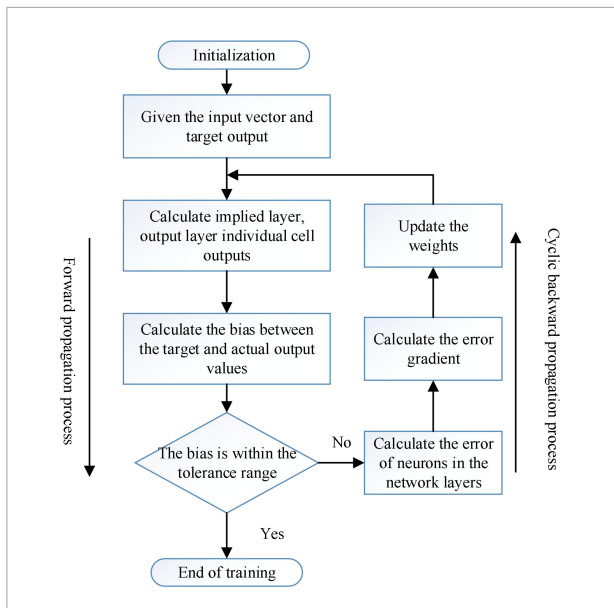 Initialization
Given the input vector and
target output
Calculate implied layer,
output layer individual cell
outputs
Calculate the bias between
the target and actual output
values
The bias is within the
tolerance range
No
Yes
End of training
Calculate the error
of neurons in the
network layers
Calculate the error
gradient
Update the
weights
Forward propagation process
Cyclic backward propagation process